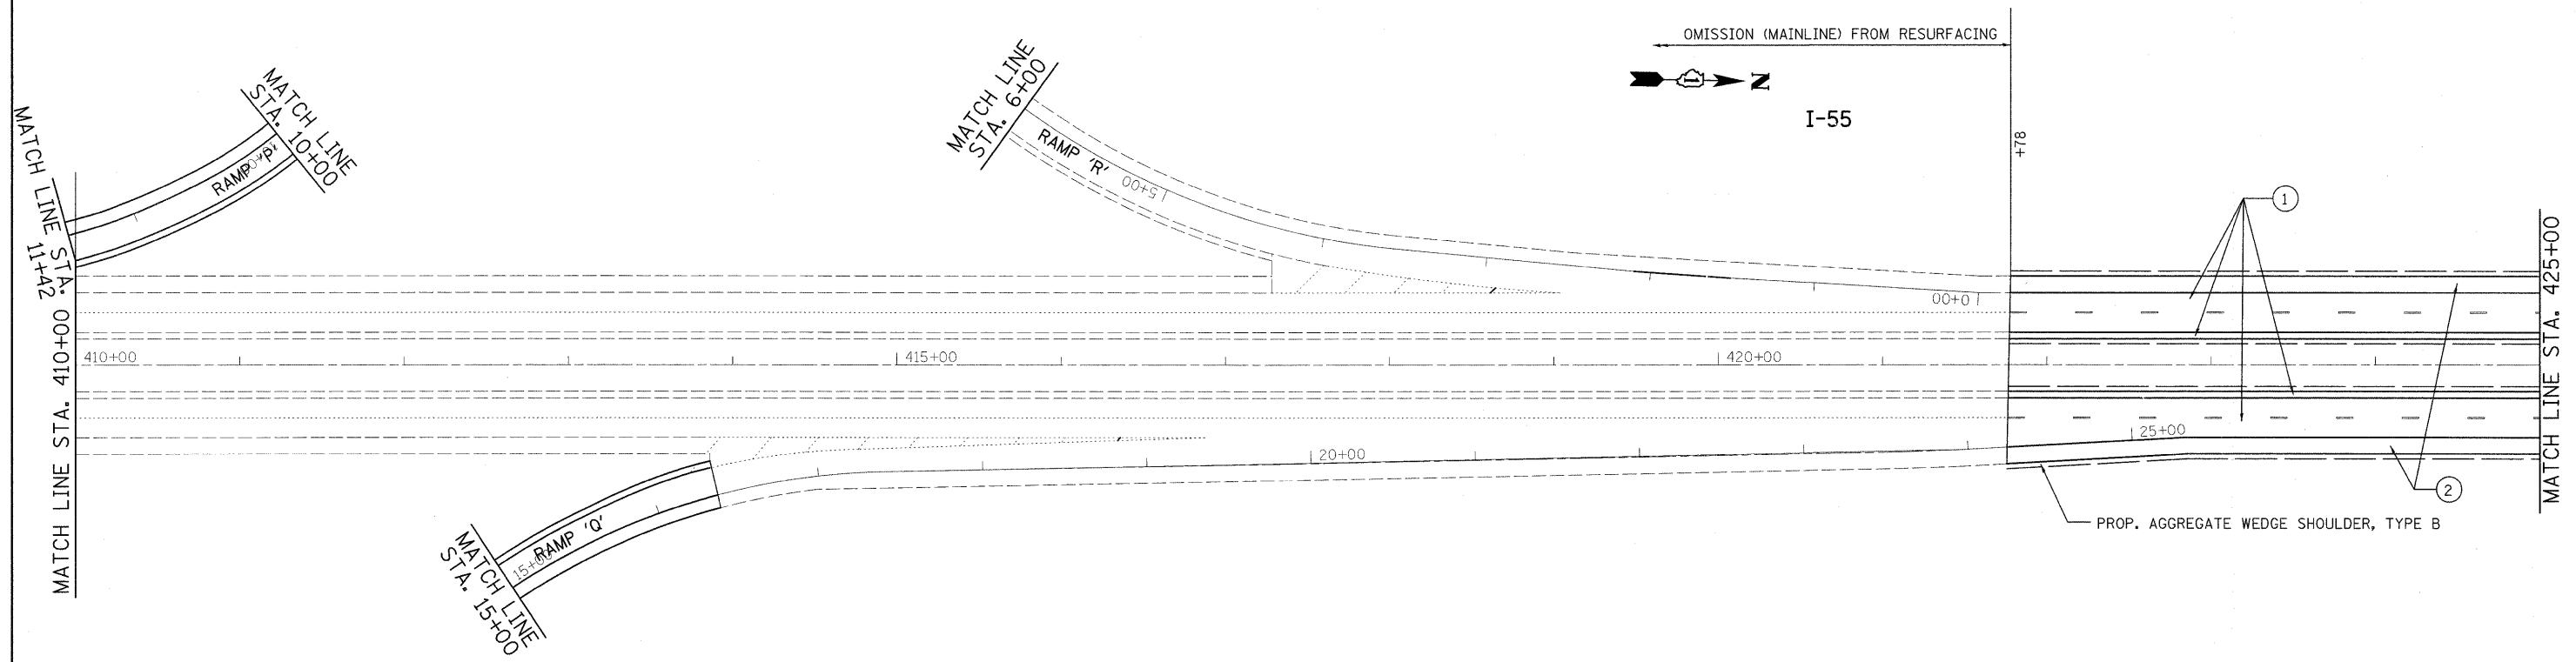 OMISSION (MAINLINE) FROM RESURFACING
N
I-55
+78
MATCH LINE
STA. 10+00
RAMP 'P'
MATCH LINE STA.
11+42
MATCH LINE
STA. 6+00
RAMP 'R'
5+00
0+00
1
MATCH LINE STA. 410+00
410+00
415+00
420+00
MATCH LINE STA. 425+00
20+00
25+00
2
PROP. AGGREGATE WEDGE SHOULDER, TYPE B
RAMP 'Q'
15+00
MATCH LINE
STA. 15+00